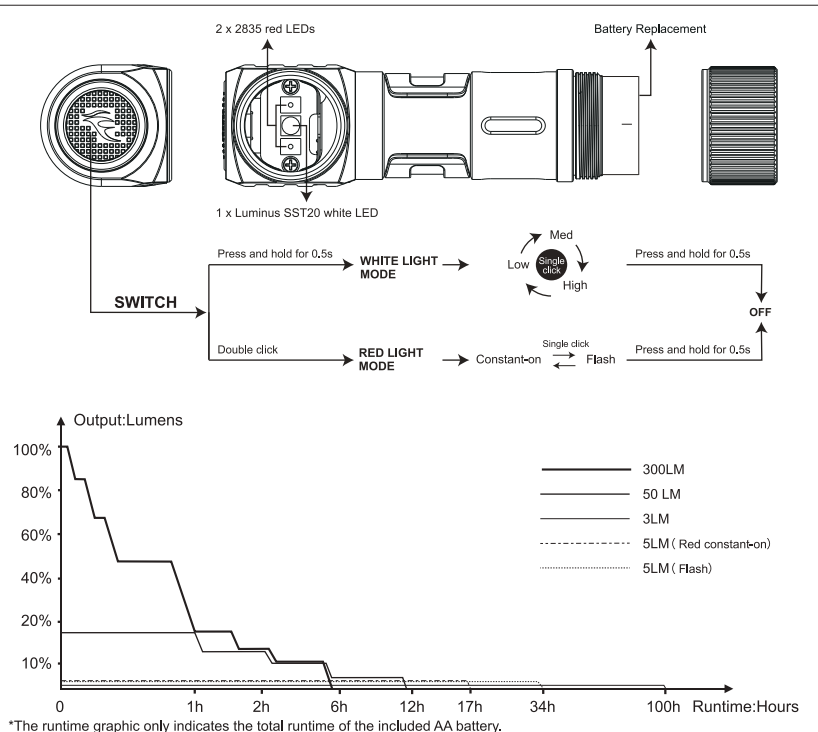 2 x 2835 red LEDs
Battery Replacement
1 x Luminus SST20 white LED
Press and hold for 0.5s
WHITE LIGHT
MODE
Med
Low
Single
click
High
Press and hold for 0.5s
SWITCH
OFF
Double click
RED LIGHT
MODE
Constant-on
Single click
Flash
Press and hold for 0.5s
Output:Lumens
100%
80%
60%
40%
20%
10%
300LM
50 LM
3LM
5LM ( Red constant-on)
5LM ( Flash)
0 1h 2h 6h 12h 17h 34h 100h Runtime:Hours
*The runtime graphic only indicates the total runtime of the included AA battery.